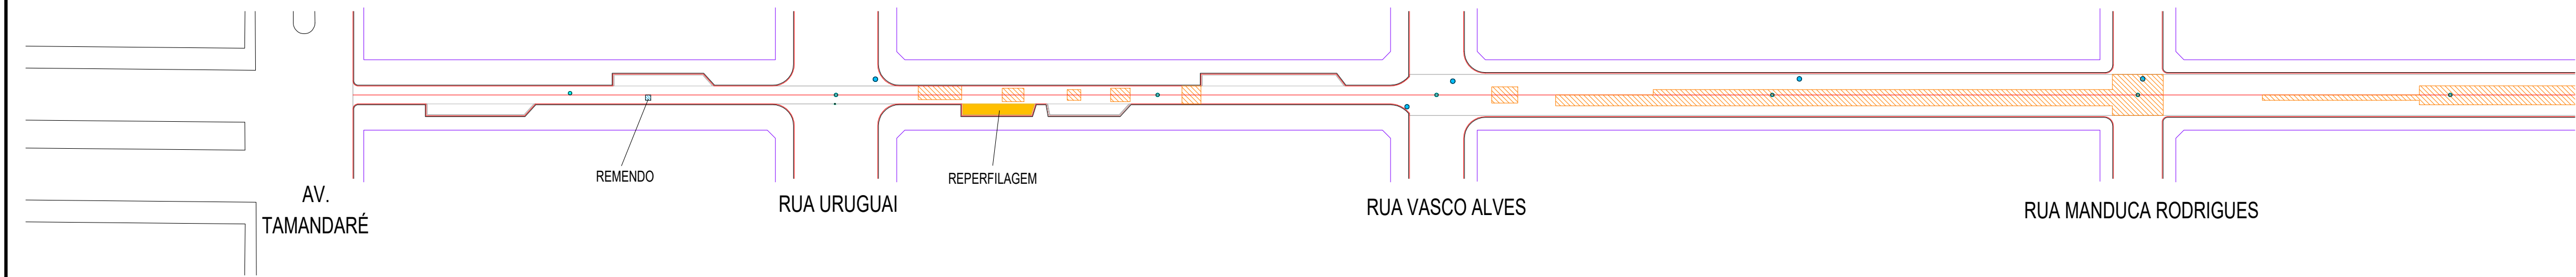 REMENDO
REPERFILAGEM
AV.
TAMANDARÉ
RUA URUGUAI
RUA VASCO ALVES
RUA MANDUCA RODRIGUES